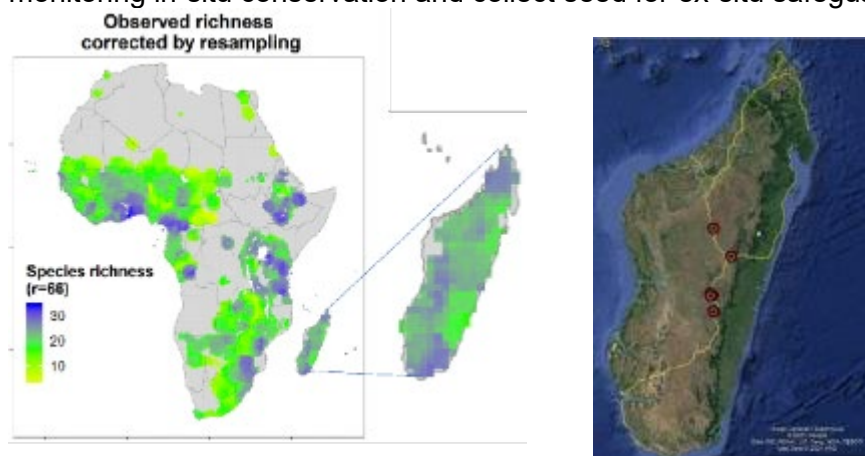 monitoring in situ conservation and collect seed for ex situ
Observed richness
corrected by resampling
Species richness
(r=66)
30
20
10